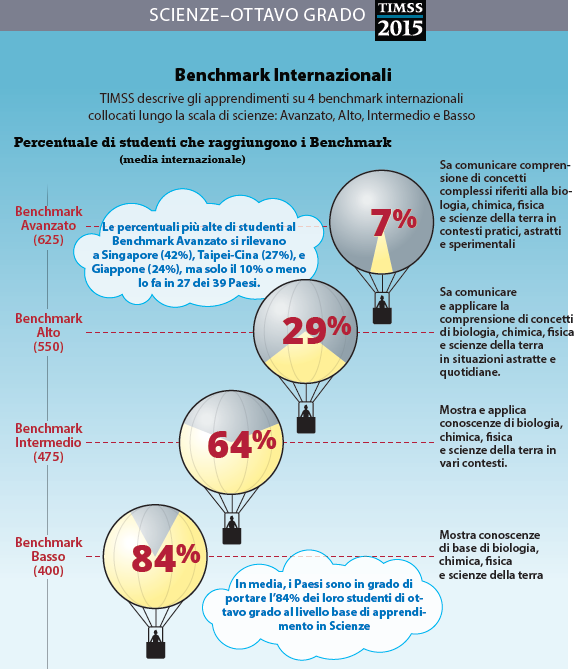 SCIENZE–OTTAVO GRADO
TIMSS
2015
Benchmark Internazionali
TIMSS descrive gli apprendimenti su 4 benchmark internazionali
collocati lungo la scala di scienze: Avanzato, Alto, Intermedio e Basso
Percentuale di studenti che raggiungono i Benchmark
(media internazionale)
Benchmark
Avanzato
(625)
Le percentuali più alte di studenti al
Benchmark Avanzato si rilevano
a Singapore (42%), Taipei-Cina (27%), e
Giappone (24%), ma solo il 10% o meno
lo fa in 27 dei 39 Paesi.
7%
Sa comunicare compren-
sione di concetti
complessi riferiti alla bio-
logia, chimica, fisica
e scienze della terra in
contesti pratici, astratti
e sperimentali
Benchmark
Alto
(550)
29%
Sa comunicare
e applicare la
comprensione di concetti
di biologia, chimica, fisica
e scienze della terra
in situazioni astratte e
quotidiane.
Benchmark
Intermedio
(475)
64%
Mostra e applica
conoscenze di biologia,
chimica, fisica
e scienze della terra in
vari contesti.
Benchmark
Basso
(400)
84%
Mostra conoscenze
di base di biologia,
chimica, fisica
e scienze della terra
In media, i Paesi sono in grado di
portare l'84% dei loro studenti di ot-
tavo grado al livello base di apprendi-
mento in Scienze